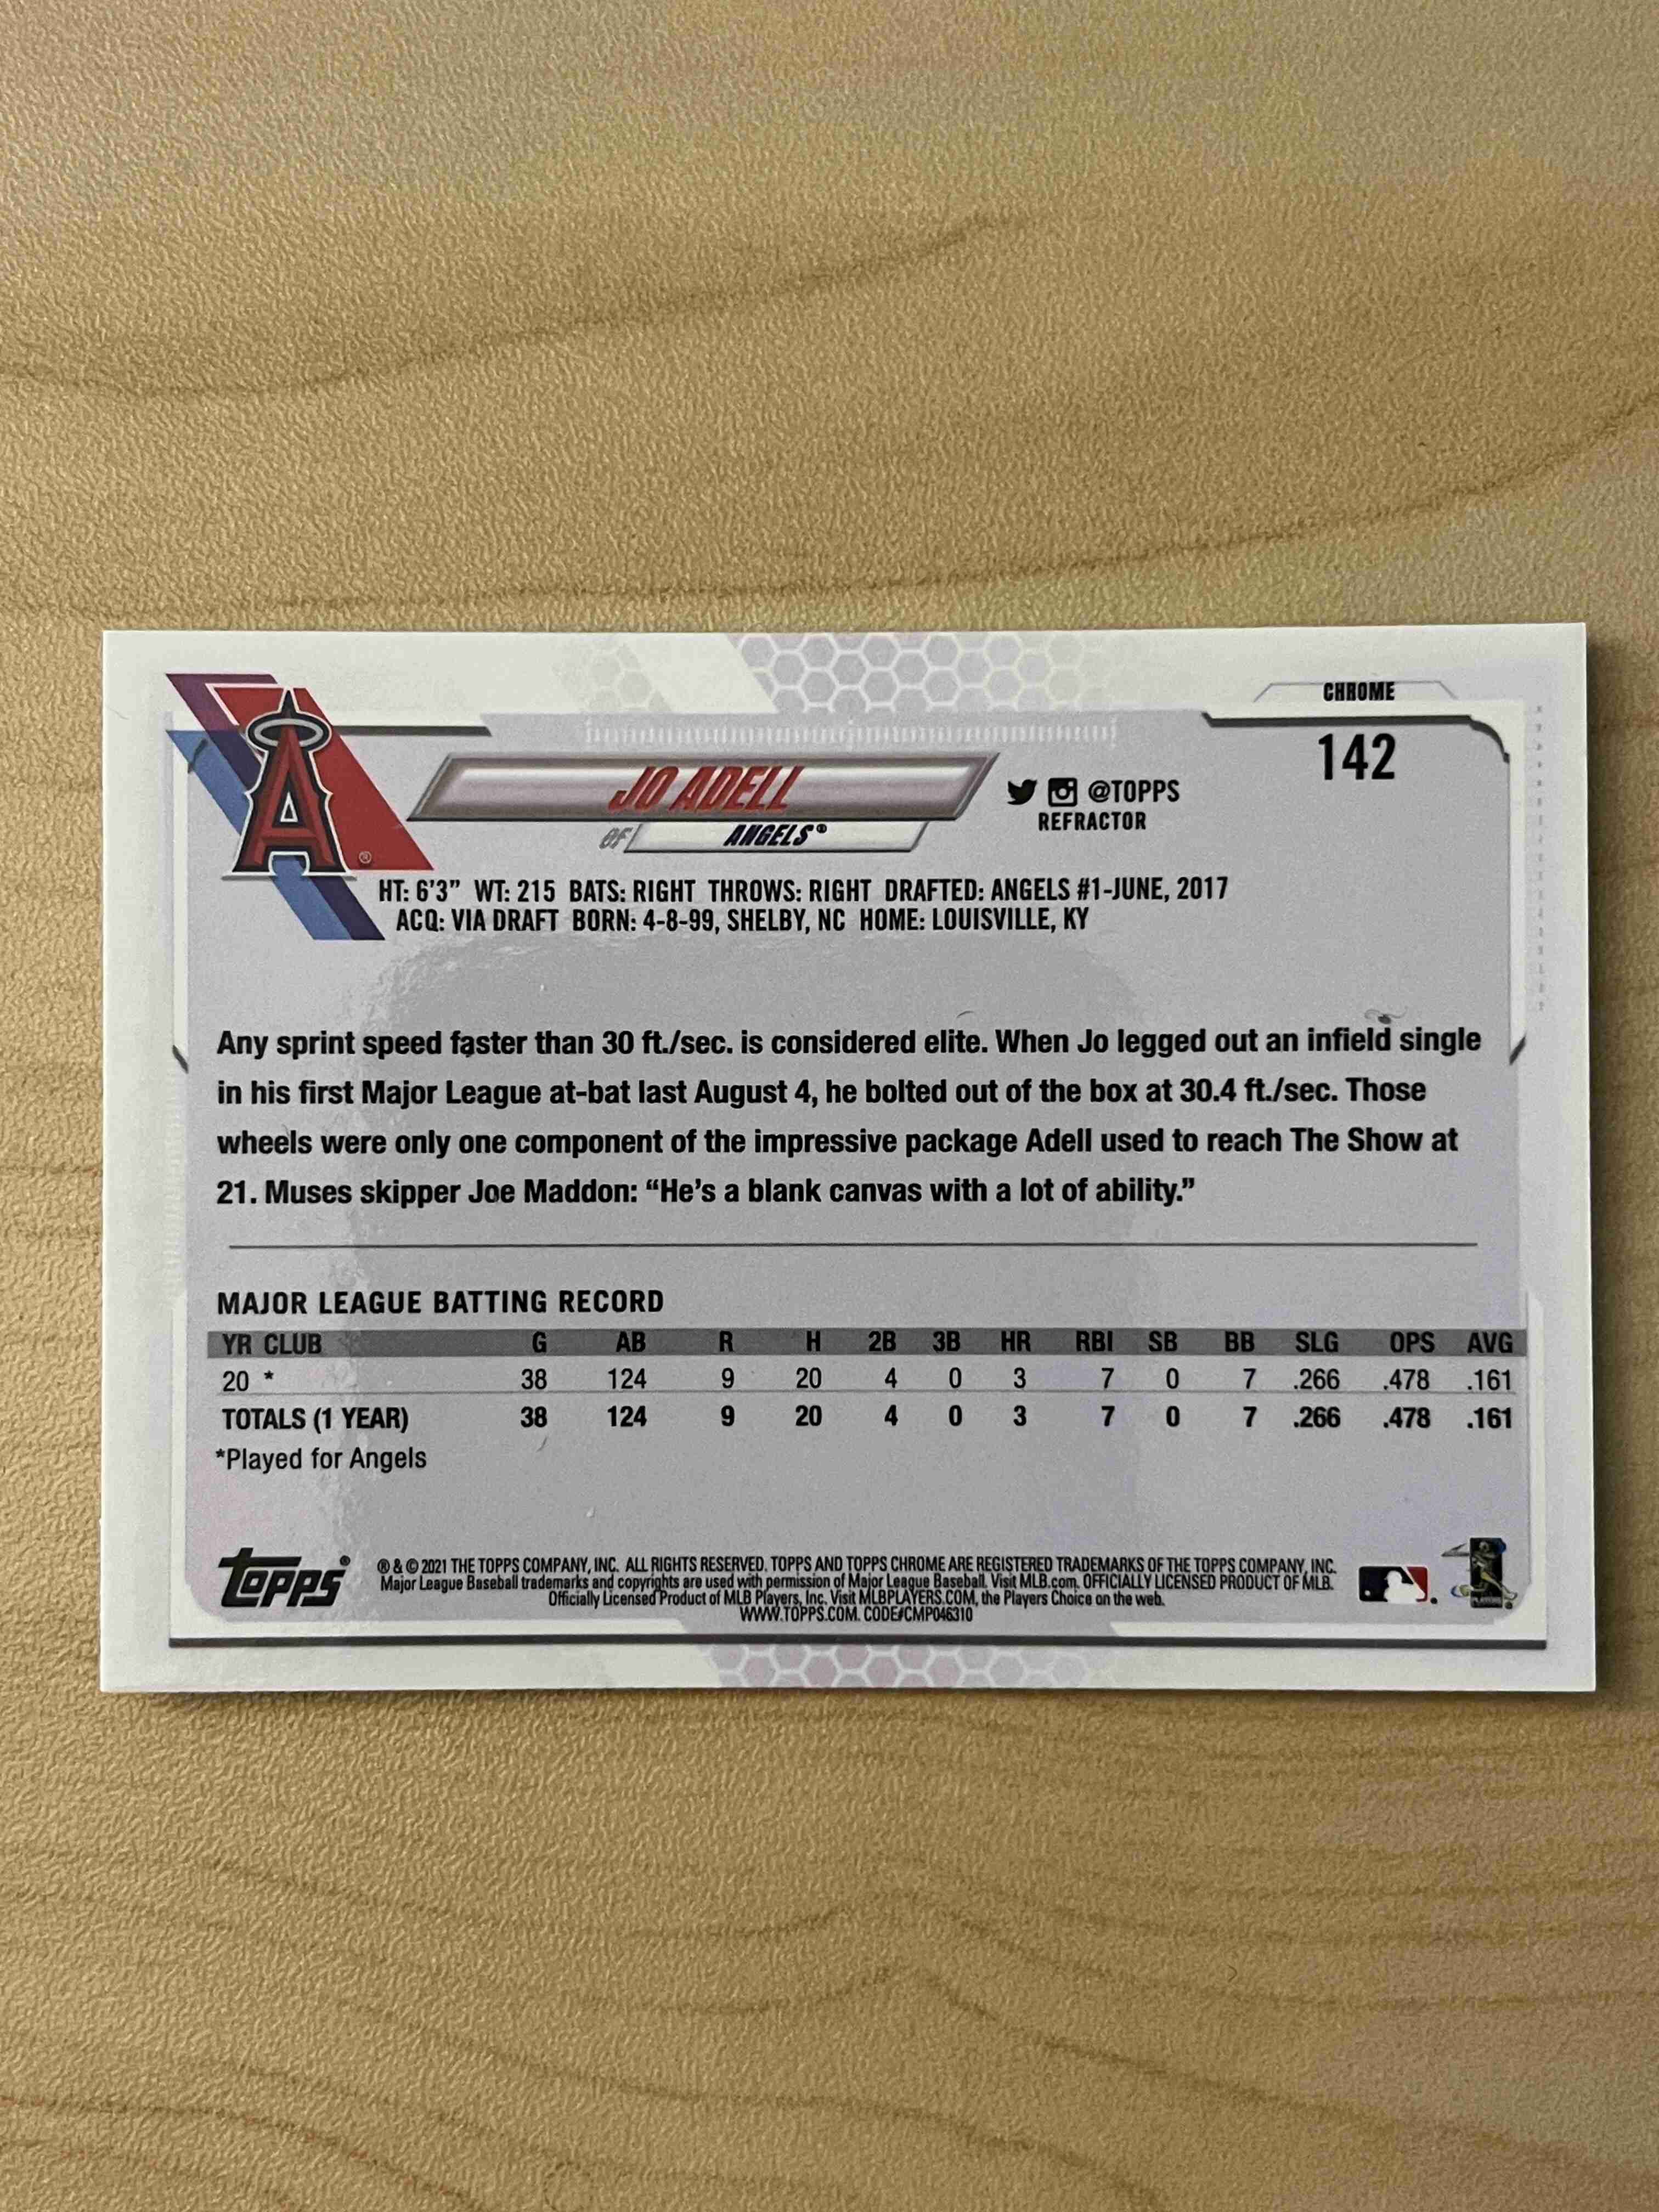 CHROME
142
JO ADELL
@TOPPS
REFRACTOR
OF ANGELS®
A ®
HT: 6'3" WT: 215 BATS: RIGHT THROWS: RIGHT DRAFTED: ANGELS #1-JUNE, 2017
ACQ: VIA DRAFT BORN: 4-8-99, SHELBY, NC HOME: LOUISVILLE, KY
Any sprint speed faster than 30 ft./sec. is considered elite. When Jo legged out an infield single
in his first Major League at-bat last August 4, he bolted out of the box at 30.4 ft./sec. Those
wheels were only one component of the impressive package Adell used to reach The Show at
21. Muses skipper Joe Maddon: “He’s a blank canvas with a lot of ability.”
MAJOR LEAGUE BATTING RECORD
YR CLUB G AB R H 2B 3B HR RBI SB BB SLG OPS AVG
20 * 38 124 9 20 4 0 3 7 0 7 .266 .478 .161
TOTALS (1 YEAR) 38 124 9 20 4 0 3 7 0 7 .266 .478 .161
*Played for Angels
topps®
® & © 2021 THE TOPPS COMPANY, INC. ALL RIGHTS RESERVED. TOPPS AND TOPPS CHROME ARE REGISTERED TRADEMARKS OF THE TOPPS COMPANY, INC.
Major League Baseball trademarks and copyrights are used with permission of Major League Baseball. Visit MLB.com. OFFICIALLY LICENSED PRODUCT OF MLB.
Officially Licensed Product of MLB Players, Inc. Visit MLBPLAYERS.COM, the Players Choice on the web.
WWW.TOPPS.COM. CODE#CMP046310